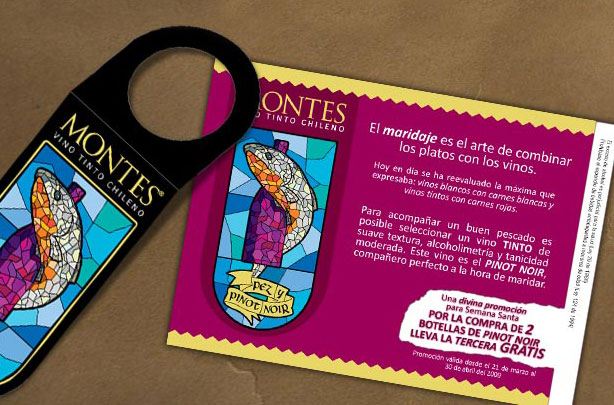 MONTES®
VINO TINTO CHILENO
MONTES
VINO TINTO CHILENO
pez y
PINOT NOIR
El maridaje es el arte de combinar
los platos con los vinos.
Hoy en día se ha reevaluado la máxima que
expresaba: vinos blancos con carnes blancas y
vinos tintos con carnes rojas.
Para acompañar un buen pescado es
posible seleccionar un vino TINTO de
suave textura, alcoholimetría y tanicidad
moderada. Este vino es el PINOT NOIR,
compañero perfecto a la hora de maridar.
Una divina promoción
para Semana Santa
POR LA COMPRA DE 2
BOTELLAS DE PINOT NOIR
LLEVA LA TERCERA GRATIS
Promoción válida desde el 21 de marzo al
30 de abril del 2009